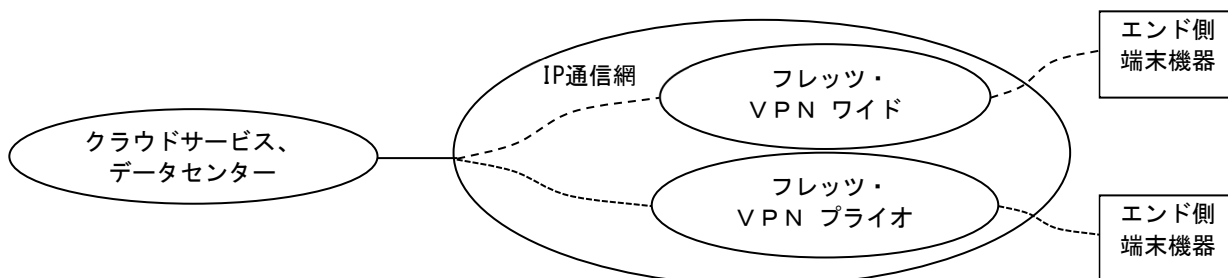 クラウドサービス、
データセンター
IP通信網
フレッツ・
ＶＰＮ ワイド
フレッツ・
ＶＰＮ プライオ
エンド側
端末機器
エンド側
端末機器